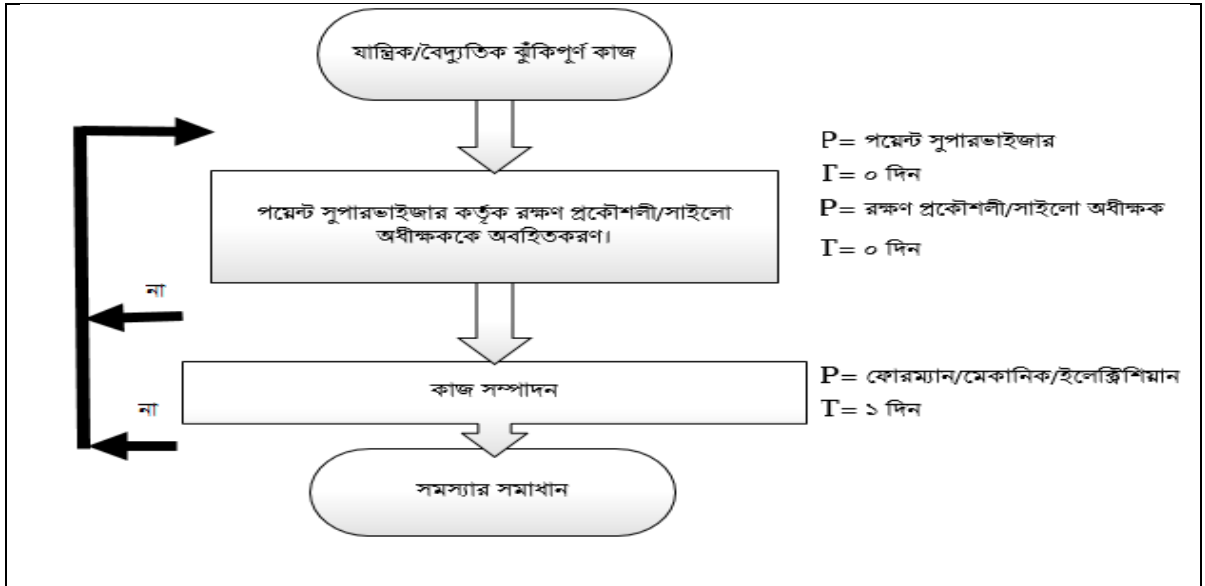 যান্ত্রিক/বৈদ্যুতিক ঝুঁকিপূর্ণ কাজ
P= পয়েন্ট সুপারভাইজার
T= ০ দিন
P= রক্ষণ প্রকৌশলী/সাইলো অধীক্ষক
T= ০ দিন
পয়েন্ট সুপারভাইজার কর্তৃক রক্ষণ প্রকৌশলী/সাইলো
অধীক্ষককে অবহিতকরণ।
না
কাজ সম্পাদন
P= ফোরম্যান/মেকানিক/ইলেক্ট্রিশিয়ান
T= ১ দিন
না
সমস্যার সমাধান